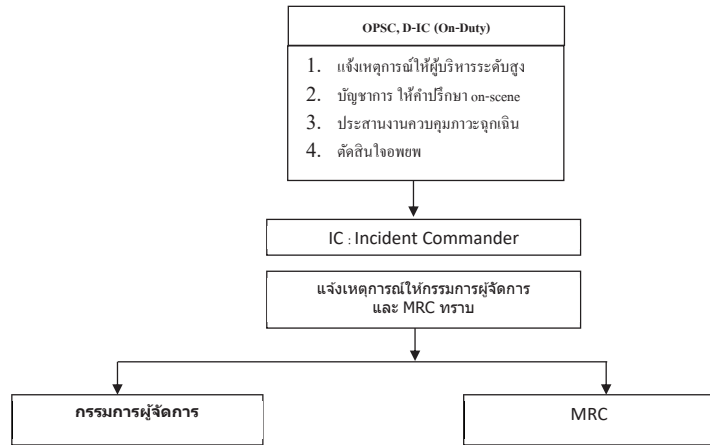 OPSC, D-IC (On-Duty)
1. แจ้งเหตุการณ์ให้ผู้บริหารระดับสูง
2. บัญชาการ ให้คำปรึกษา on-scene
3. ประสานงานควบคุมภาวะฉุกเฉิน
4. ตัดสินใจอพยพ
IC : Incident Commander
แจ้งเหตุการณ์ให้กรรมการผู้จัดการ
และ MRC ทราบ
กรรมการผู้จัดการ
MRC